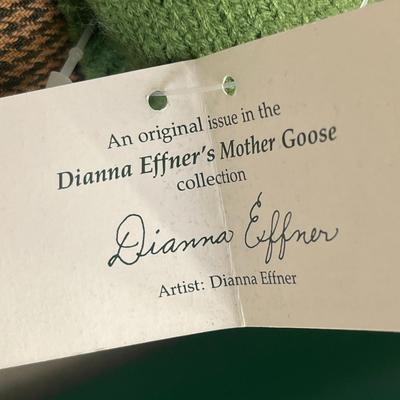 An original issue in the
Dianna Effner's Mother Goose
collection
Dianna Effner
Artist: Dianna Effner